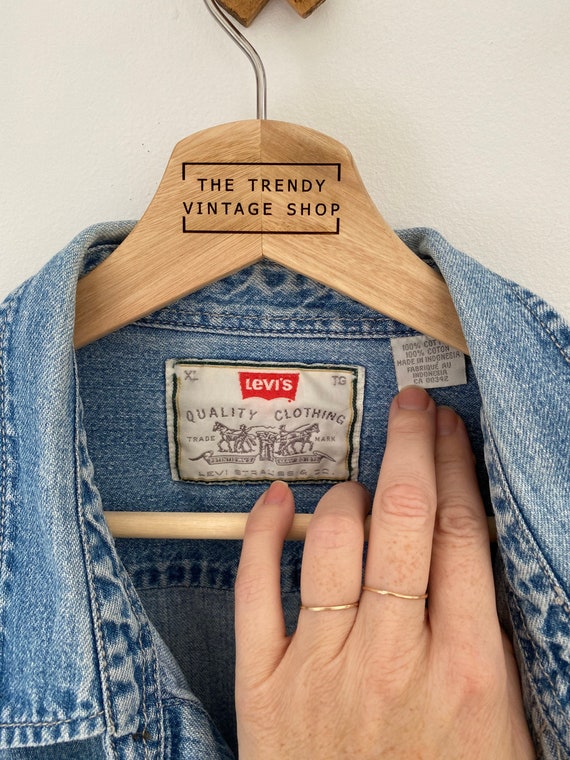 THE TRENDY
VINTAGE SHOP
XL LEVI'S TG
QUALITY CLOTHING
TRADE MARK
LEVI STRAUSS & CO.
100% COTTON
100% COTON
MADE IN INDONESIA
FABRIQUÉ AU
INDONESIA
CA 00342